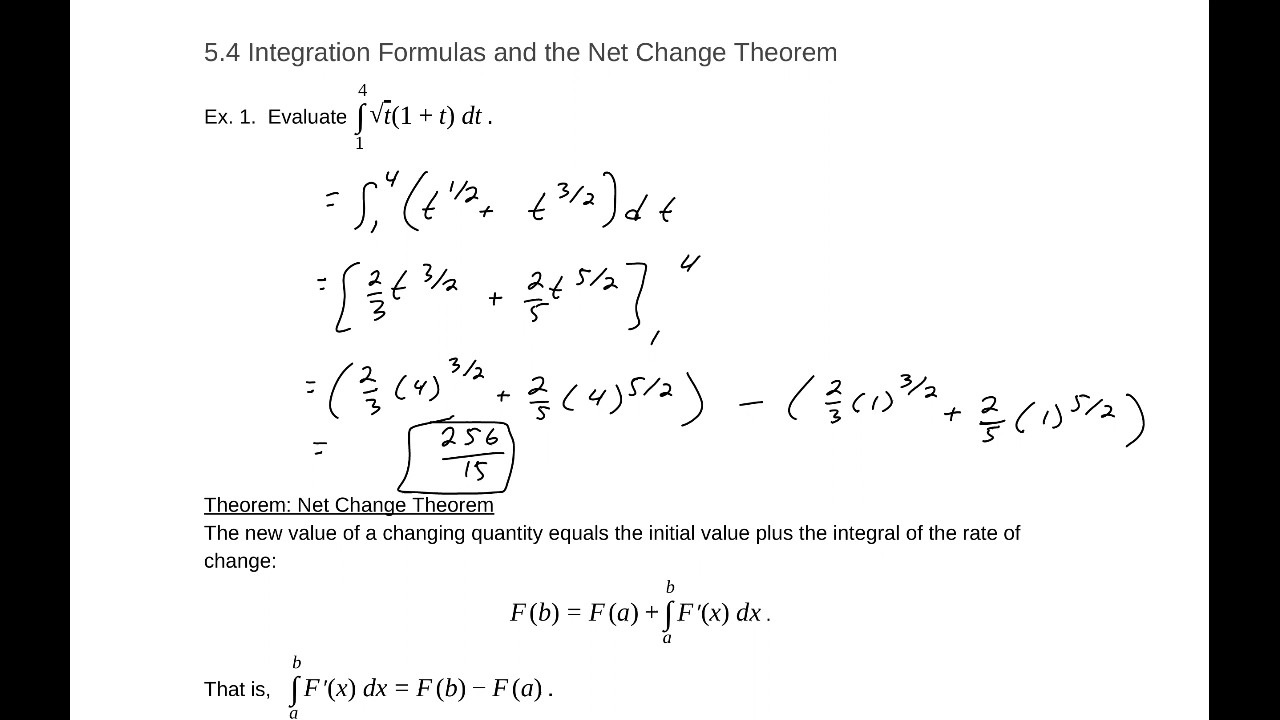 5.4 Integration Formulas and the Net Change Theorem
Ex. 1. Evaluate ∫₁⁴ √t(1 + t) dt .
= ∫₁⁴ (t^1/2 + t^3/2) dt
= [2/3 t^3/2 + 2/5 t^5/2]₁⁴
= (2/3 (4)^3/2 + 2/5 (4)^5/2) − (2/3 (1)^3/2 + 2/5 (1)^5/2)
= 256/15
Theorem: Net Change Theorem
The new value of a changing quantity equals the initial value plus the integral of the rate of
change:
F(b) = F(a) + ∫ₐᵇ F′(x) dx .
That is, ∫ₐᵇ F′(x) dx = F(b) − F(a) .